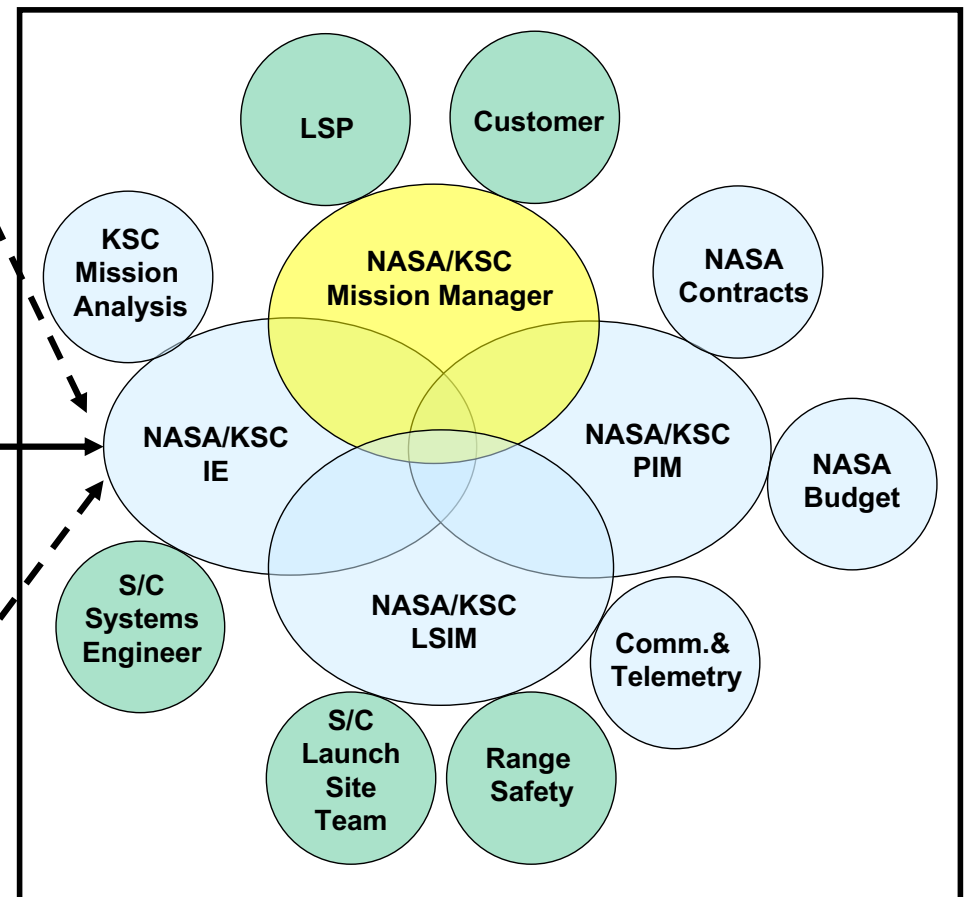 LSP
Customer
KSC
Mission
Analysis
NASA/KSC
Mission Manager
NASA
Contracts
NASA/KSC
IE
NASA/KSC
PIM
NASA
Budget
S/C
Systems
Engineer
NASA/KSC
LSIM
Comm.&
Telemetry
S/C
Launch
Site
Team
Range
Safety